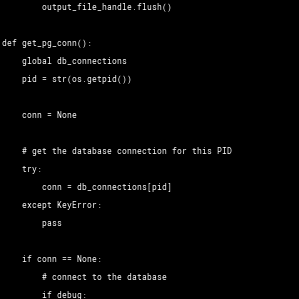 output_file_handle.flush()
def get_pg_conn():
global db_connections
pid = str(os.getpid())
conn = None
# get the database connection for this PID
try:
conn = db_connections[pid]
except KeyError:
pass
if conn == None:
# connect to the database
if debug: